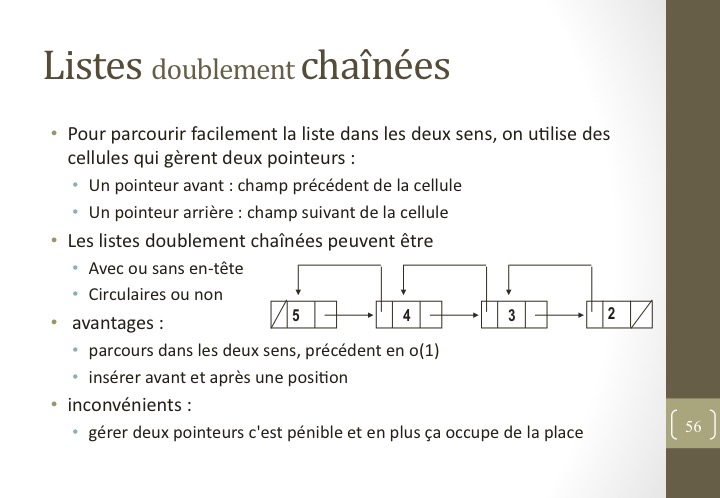 Listes doublement chaînées
• Pour parcourir facilement la liste dans les deux sens, on utilise des
cellules qui gèrent deux pointeurs :
• Un pointeur avant : champ précédent de la cellule
• Un pointeur arrière : champ suivant de la cellule
• Les listes doublement chaînées peuvent être
• Avec ou sans en-tête
• Circulaires ou non
5 4 3 2
• avantages :
• parcours dans les deux sens, précédent en o(1)
• insérer avant et après une position
• inconvénients :
• gérer deux pointeurs c'est pénible et en plus ça occupe de la place
56